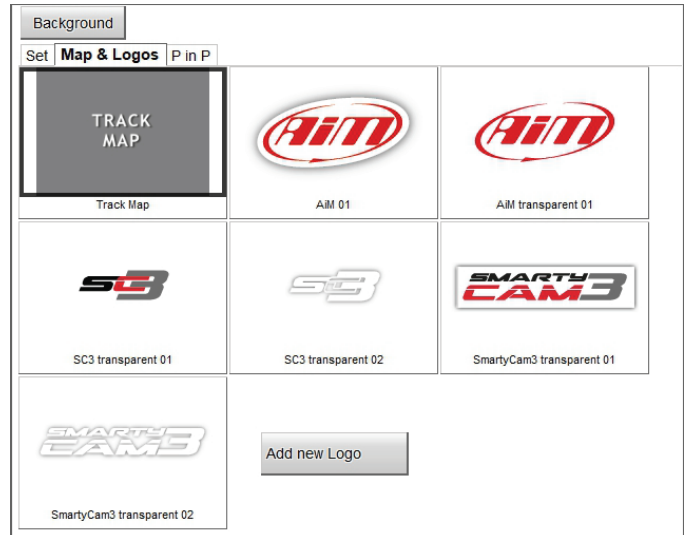 Background
Set Map & Logos P in P
TRACK
MAP
Track Map
AiM
AiM 01
AiM
AiM transparent 01
SC3
SC3 transparent 01
SC3
SC3 transparent 02
SMARTY
CAM3
SmartyCam3 transparent 01
SMARTY
CAM3
SmartyCam3 transparent 02
Add new Logo